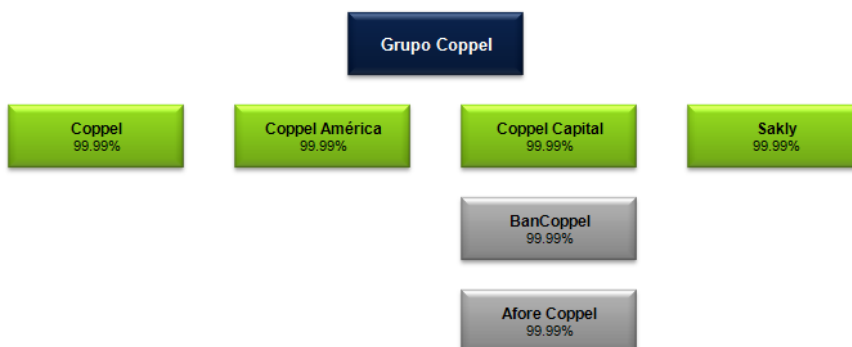 Grupo Coppel
Coppel
99.99%
Coppel América
99.99%
Coppel Capital
99.99%
Sakly
99.99%
BanCoppel
99.99%
Afore Coppel
99.99%